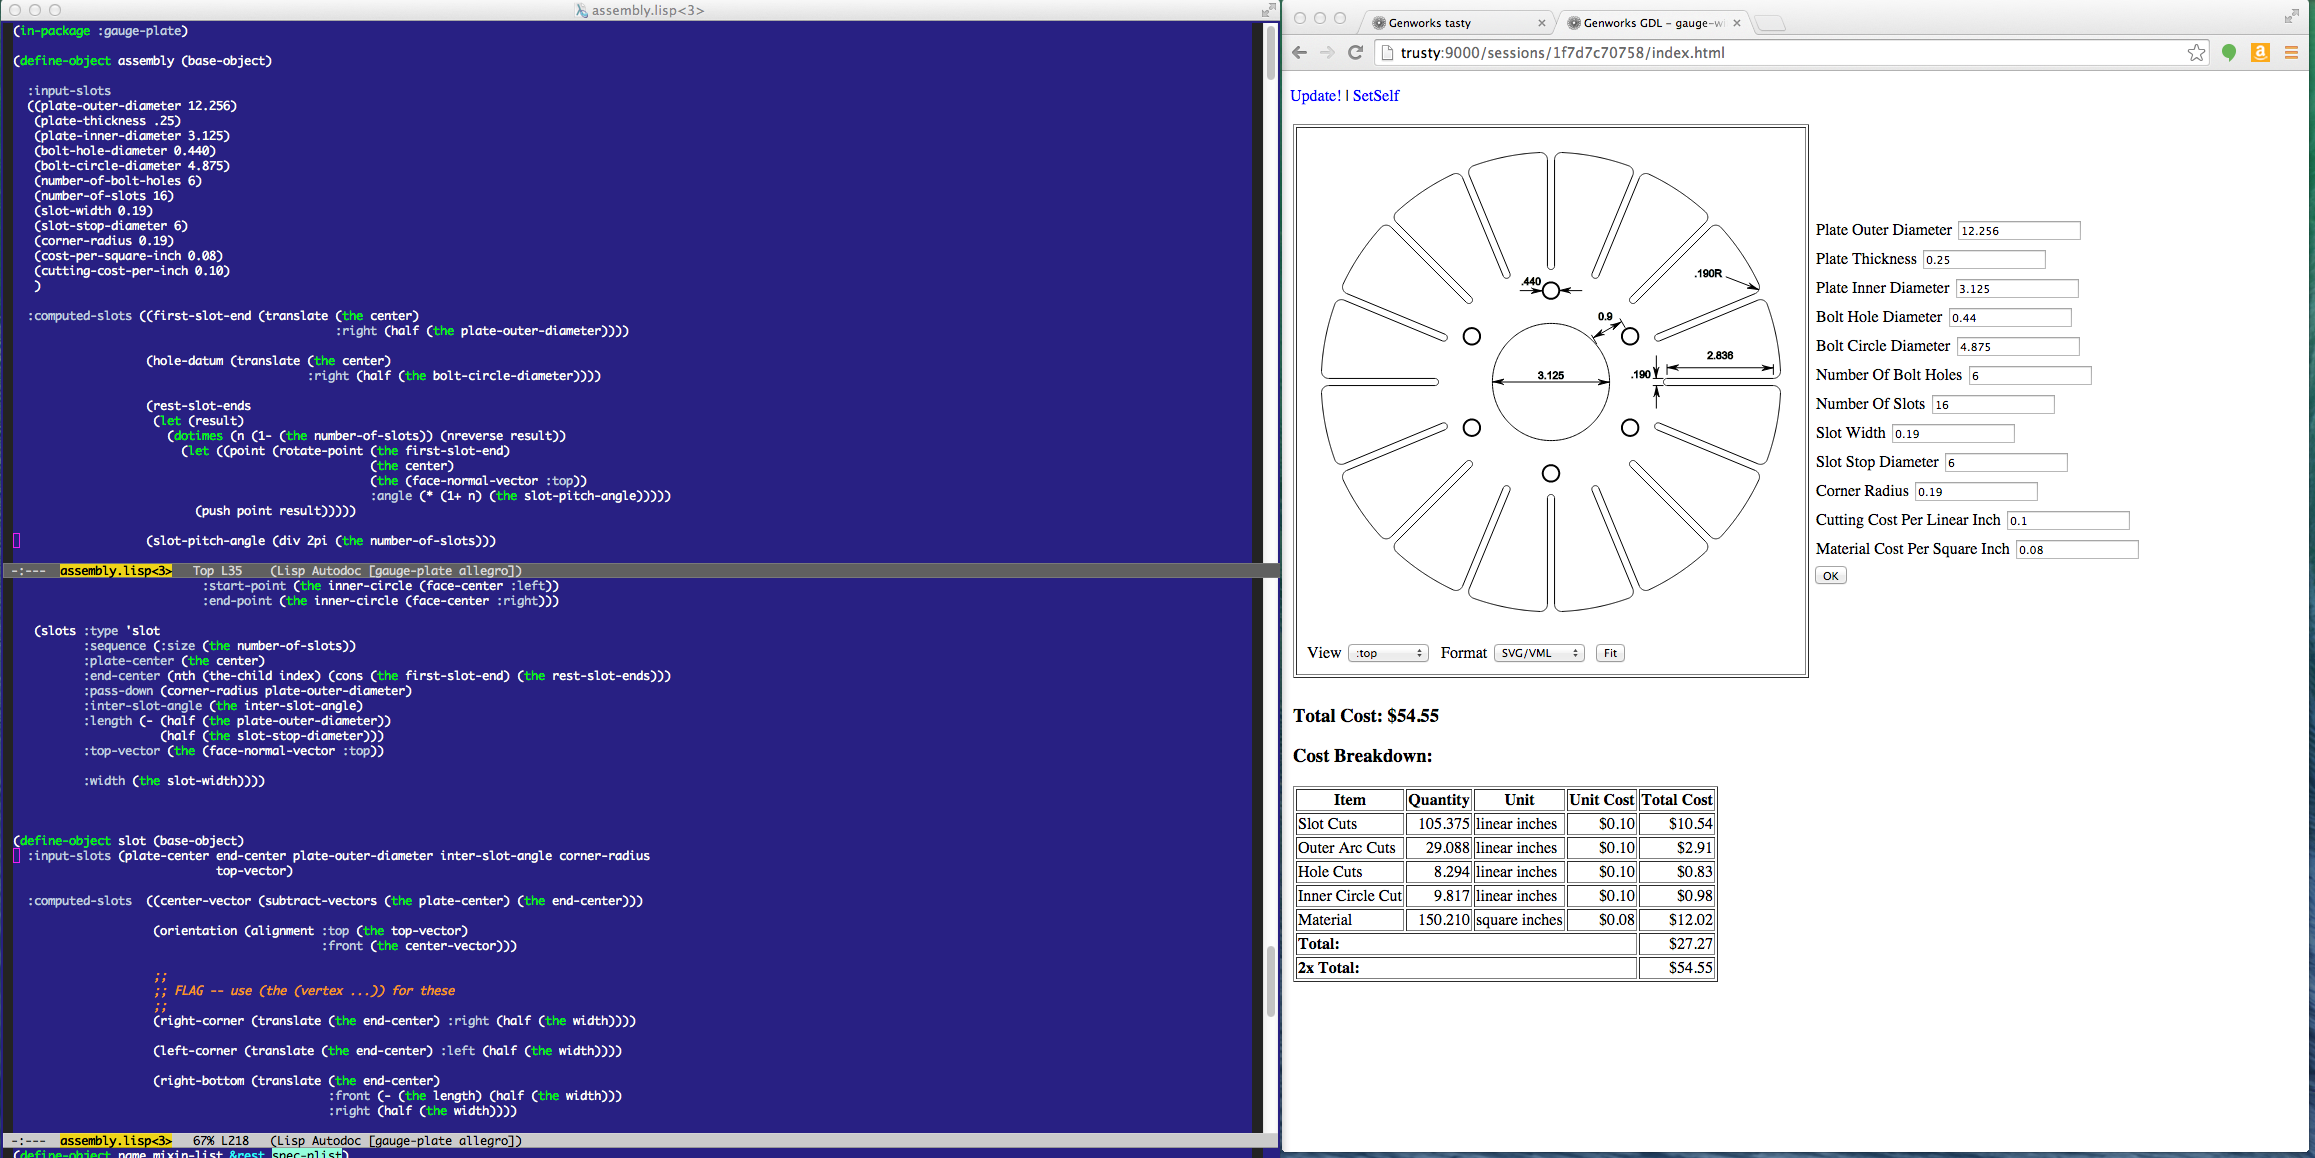 assembly.lisp<3>
(in-package :gauge-plate)
(define-object assembly (base-object)
:input-slots
((plate-outer-diameter 12.256)
(plate-thickness .25)
(plate-inner-diameter 3.125)
(bolt-hole-diameter 0.440)
(bolt-circle-diameter 4.875)
(number-of-bolt-holes 6)
(number-of-slots 16)
(slot-width 0.19)
(slot-stop-diameter 6)
(corner-radius 0.19)
(cost-per-square-inch 0.08)
(cutting-cost-per-inch 0.10)
)
:computed-slots ((first-slot-end (translate (the center)
:right (half (the plate-outer-diameter))))
(hole-datum (translate (the center)
:right (half (the bolt-circle-diameter))))
(rest-slot-ends
(let (result)
(dotimes (n (1- (the number-of-slots)) (nreverse result))
(let ((point (rotate-point (the first-slot-end)
(the center)
(the (face-normal-vector :top))
:angle (* (1+ n) (the slot-pitch-angle)))))
(push point result)))))
(slot-pitch-angle (div 2pi (the number-of-slots)))
-:--- assembly.lisp<3> Top L35 (Lisp Autodoc [gauge-plate allegro])
:start-point (the inner-circle (face-center :left))
:end-point (the inner-circle (face-center :right)))
(slots :type 'slot
:sequence (:size (the number-of-slots))
:plate-center (the center)
:end-center (nth (the-child index) (cons (the first-slot-end) (the rest-slot-ends)))
:pass-down (corner-radius plate-outer-diameter)
:inter-slot-angle (the inter-slot-angle)
:length (- (half (the plate-outer-diameter))
(half (the slot-stop-diameter)))
:top-vector (the (face-normal-vector :top))
:width (the slot-width))))
(define-object slot (base-object)
:input-slots (plate-center end-center plate-outer-diameter inter-slot-angle corner-radius
top-vector)
:computed-slots ((center-vector (subtract-vectors (the plate-center) (the end-center)))
(orientation (alignment :top (the top-vector)
:front (the center-vector)))
;;
;; FLAG -- use (the (vertex ...)) for these
;;
(right-corner (translate (the end-center) :right (half (the width))))
(left-corner (translate (the end-center) :left (half (the width))))
(right-bottom (translate (the end-center)
:front (- (the length) (half (the width)))
:right (half (the width))))
-:--- assembly.lisp<3> 67% L218 (Lisp Autodoc [gauge-plate allegro])
(define-object name mixin-list &rest spec-plist)
Genworks tasty
Genworks GDL - gauge-w
trusty:9000/sessions/1f7d7c70758/index.html
Update! | SetSelf
.440
.190R
0.9
2.836
.190
3.125
View :top Format SVG/VML Fit
Plate Outer Diameter 12.256
Plate Thickness 0.25
Plate Inner Diameter 3.125
Bolt Hole Diameter 0.44
Bolt Circle Diameter 4.875
Number Of Bolt Holes 6
Number Of Slots 16
Slot Width 0.19
Slot Stop Diameter 6
Corner Radius 0.19
Cutting Cost Per Linear Inch 0.1
Material Cost Per Square Inch 0.08
OK
Total Cost: $54.55
Cost Breakdown:
Item Quantity Unit Unit Cost Total Cost
Slot Cuts 105.375 linear inches $0.10 $10.54
Outer Arc Cuts 29.088 linear inches $0.10 $2.91
Hole Cuts 8.294 linear inches $0.10 $0.83
Inner Circle Cut 9.817 linear inches $0.10 $0.98
Material 150.210 square inches $0.08 $12.02
Total: $27.27
2x Total: $54.55